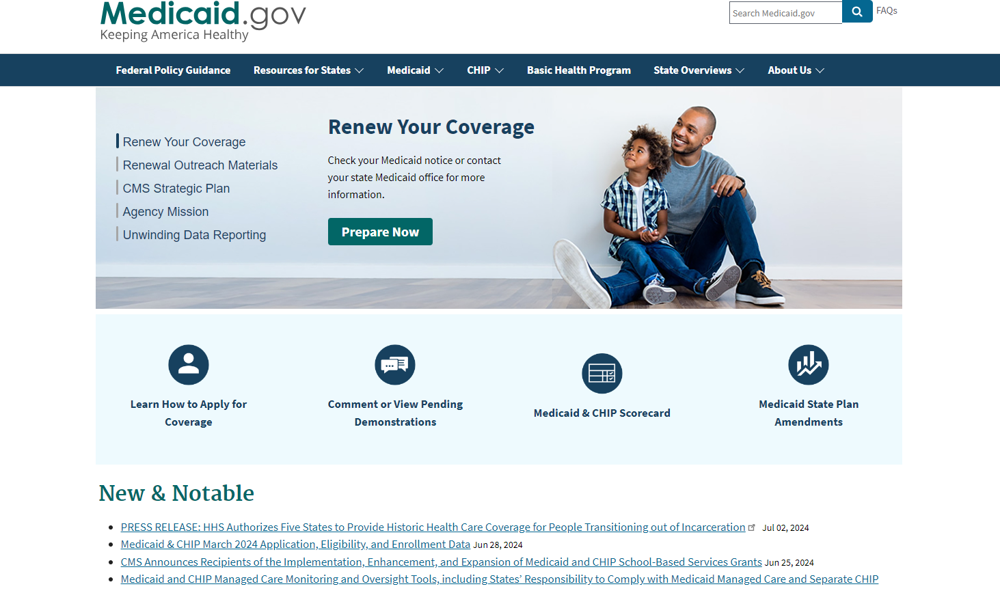 Medicaid.gov
Keeping America Healthy
Search Medicaid.gov
FAQs
Federal Policy Guidance
Resources for States
Medicaid
CHIP
Basic Health Program
State Overviews
About Us
Renew Your Coverage
Renewal Outreach Materials
CMS Strategic Plan
Agency Mission
Unwinding Data Reporting
Renew Your Coverage
Check your Medicaid notice or contact
your state Medicaid office for more
information.
Prepare Now
Learn How to Apply for
Coverage
Comment or View Pending
Demonstrations
Medicaid & CHIP Scorecard
Medicaid State Plan
Amendments
New & Notable
PRESS RELEASE: HHS Authorizes Five States to Provide Historic Health Care Coverage for People Transitioning out of Incarceration Jul 02, 2024
Medicaid & CHIP March 2024 Application, Eligibility, and Enrollment Data Jun 28, 2024
CMS Announces Recipients of the Implementation, Enhancement, and Expansion of Medicaid and CHIP School-Based Services Grants Jun 25, 2024
Medicaid and CHIP Managed Care Monitoring and Oversight Tools, including States’ Responsibility to Comply with Medicaid Managed Care and Separate CHIP